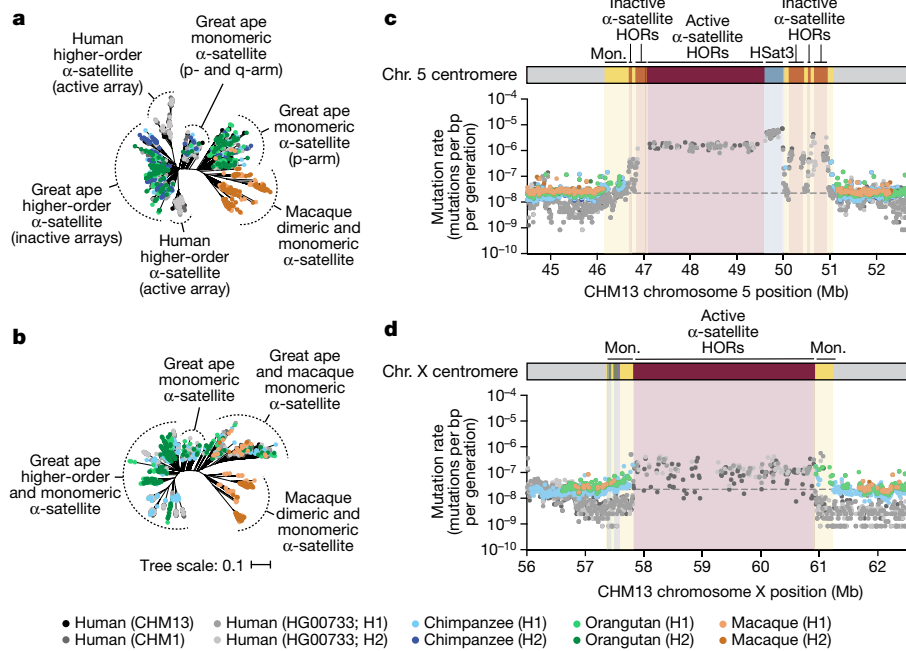 a
Great ape
monomeric
α-satellite
(p- and q-arm)
Human
higher-order
α-satellite
(active array)
Great ape
monomeric
α-satellite
(p-arm)
Great ape
higher-order
α-satellite
(inactive arrays)
Human
higher-order
α-satellite
(active array)
Macaque
dimeric and
monomeric
α-satellite
b
Great ape
monomeric
α-satellite
Great ape
and macaque
monomeric
α-satellite
Great ape
higher-order
and monomeric
α-satellite
Macaque
dimeric and
monomeric
α-satellite
Tree scale: 0.1
c
Inactive
α-satellite
HORs
Mon.
Active
α-satellite
HORs
HSat3
Inactive
α-satellite
HORs
Chr. 5 centromere
Mutation rate
(mutations per bp
per generation)
10⁻⁴
10⁻⁵
10⁻⁶
10⁻⁷
10⁻⁸
10⁻⁹
10⁻¹⁰
45 46 47 48 49 50 51 52
CHM13 chromosome 5 position (Mb)
d
Mon.
Active
α-satellite
HORs
Mon.
Chr. X centromere
Mutation rate
(mutations per bp
per generation)
10⁻⁴
10⁻⁵
10⁻⁶
10⁻⁷
10⁻⁸
10⁻⁹
10⁻¹⁰
56 57 58 59 60 61 62
CHM13 chromosome X position (Mb)
Human (CHM13) Human (HG00733; H1) Chimpanzee (H1) Orangutan (H1) Macaque (H1)
Human (CHM1) Human (HG00733; H2) Chimpanzee (H2) Orangutan (H2) Macaque (H2)